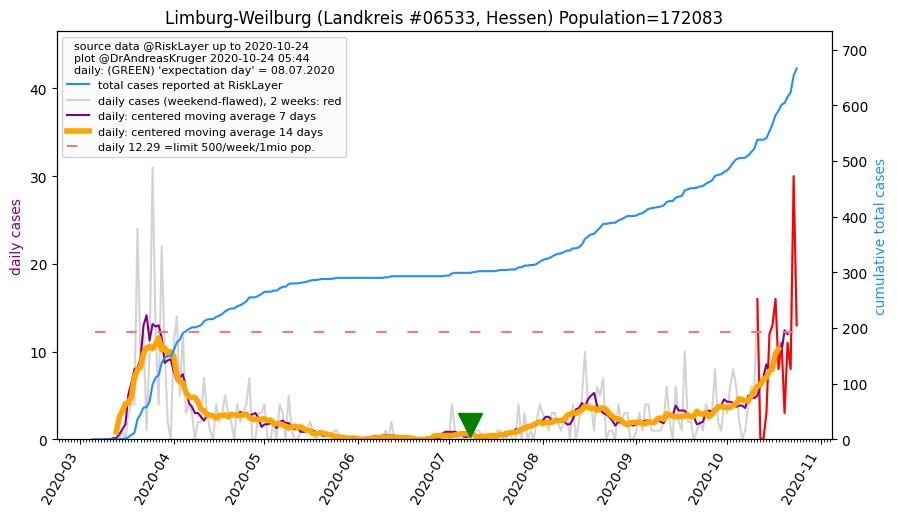 Limburg-Weilburg (Landkreis #06533, Hessen) Population=172083
source data @RiskLayer up to 2020-10-24
plot @DrAndreasKruger 2020-10-24 05:44
daily: (GREEN) 'expectation day' = 08.07.2020
total cases reported at RiskLayer
daily cases (weekend-flawed), 2 weeks: red
daily: centered moving average 7 days
daily: centered moving average 14 days
daily 12.29 =limit 500/week/1mio pop.
daily cases
40
30
20
10
0
cumulative total cases
700
600
500
400
300
200
100
0
2020-03
2020-04
2020-05
2020-06
2020-07
2020-08
2020-09
2020-10
2020-11